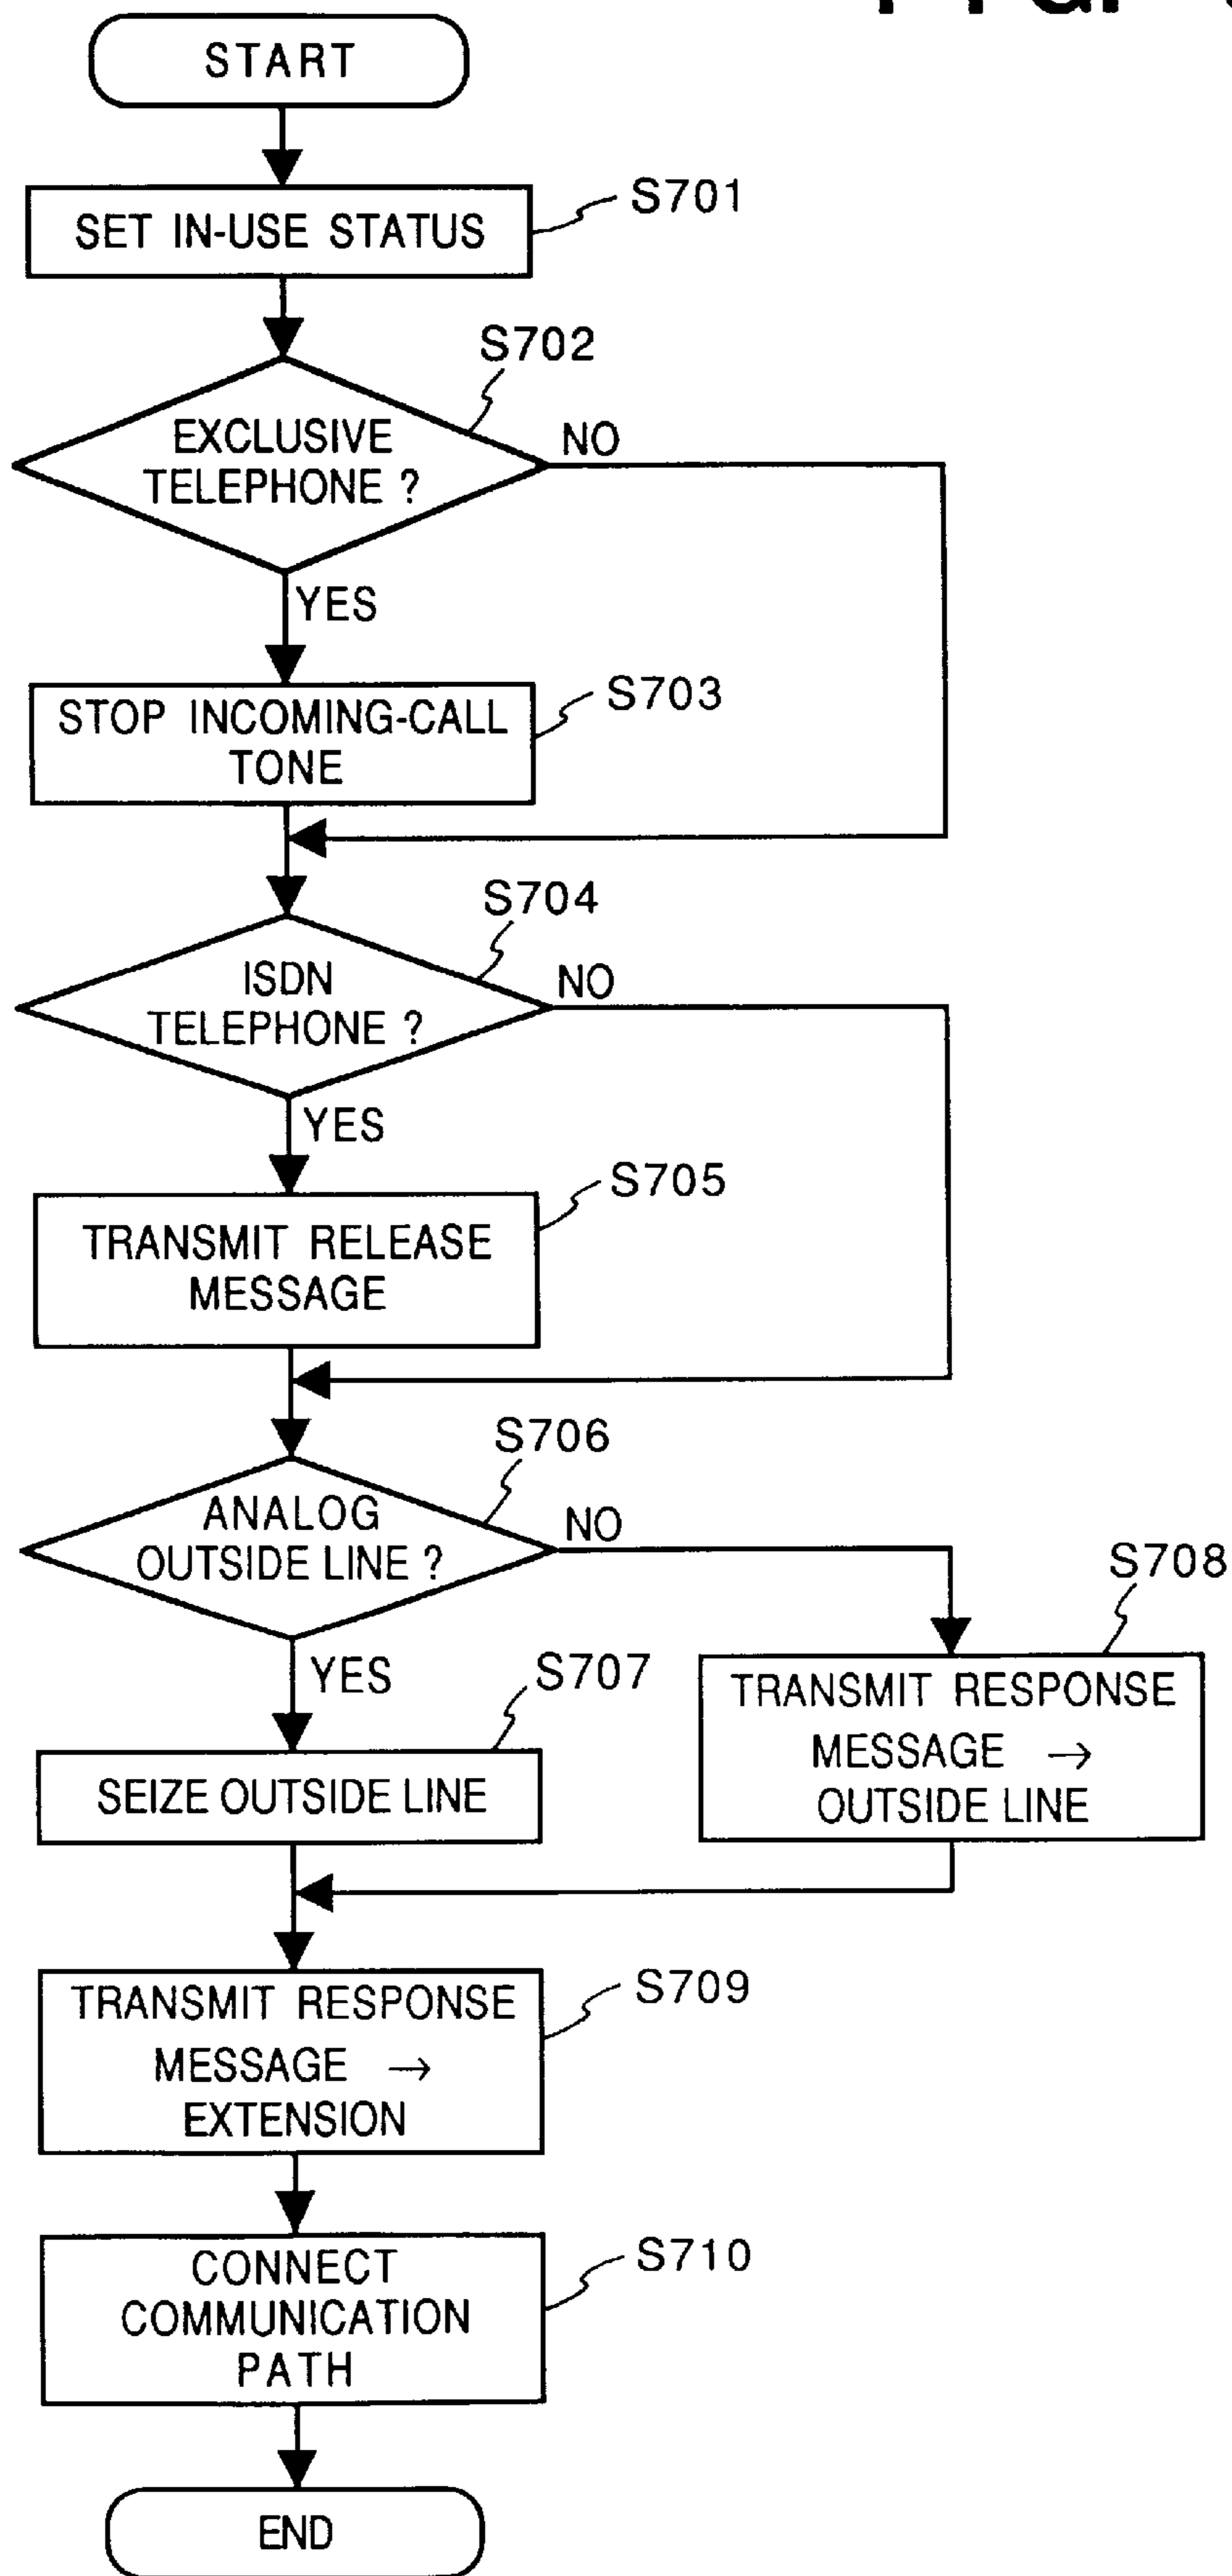 START
SET IN-USE STATUS
S701
S702
EXCLUSIVE
TELEPHONE ?
NO
YES
STOP INCOMING-CALL
TONE
S703
S704
ISDN
TELEPHONE ?
NO
YES
TRANSMIT RELEASE
MESSAGE
S705
S706
ANALOG
OUTSIDE LINE ?
NO
YES
S707
SEIZE OUTSIDE LINE
S708
TRANSMIT RESPONSE
MESSAGE →
OUTSIDE LINE
TRANSMIT RESPONSE
MESSAGE →
EXTENSION
S709
CONNECT
COMMUNICATION
PATH
S710
END